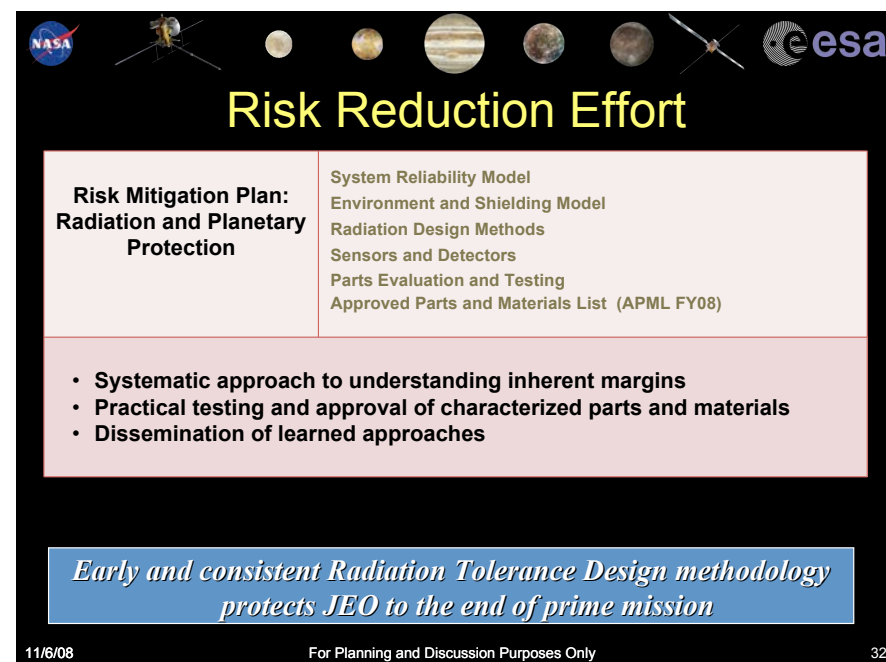 NASA
esa
Risk Reduction Effort
Risk Mitigation Plan:
Radiation and Planetary
Protection
System Reliability Model
Environment and Shielding Model
Radiation Design Methods
Sensors and Detectors
Parts Evaluation and Testing
Approved Parts and Materials List (APML FY08)
• Systematic approach to understanding inherent margins
• Practical testing and approval of characterized parts and materials
• Dissemination of learned approaches
Early and consistent Radiation Tolerance Design methodology
protects JEO to the end of prime mission
11/6/08 For Planning and Discussion Purposes Only 32